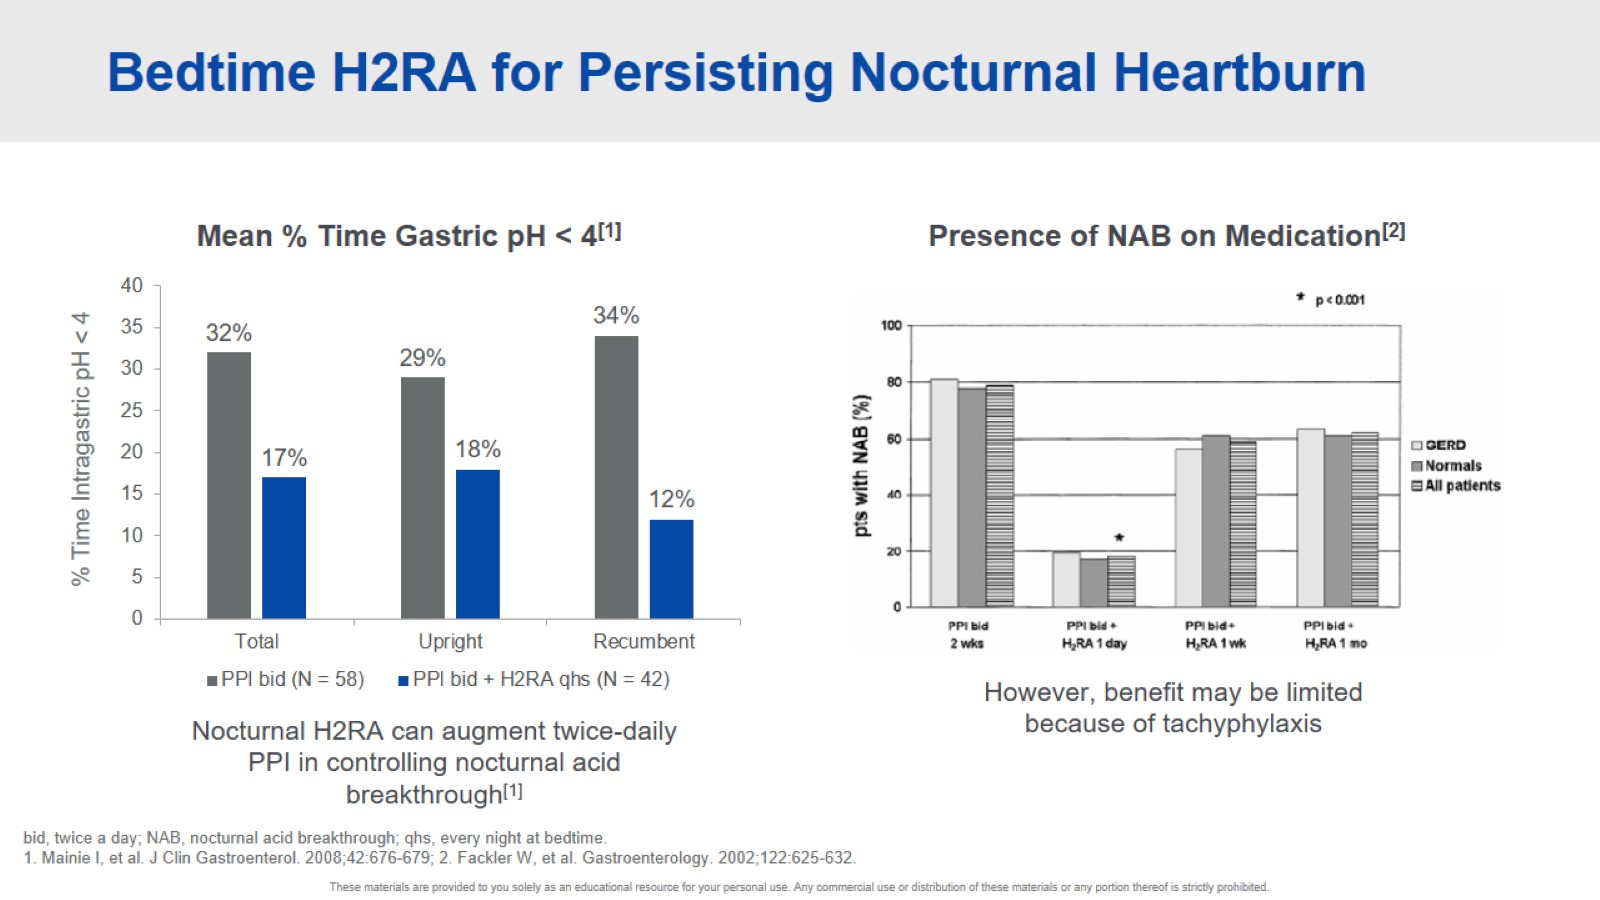 Bedtime H2RA for Persisting Nocturnal Heartburn
Mean % Time Gastric pH < 4[1]
% Time Intragastric pH < 4
40
35
30
25
20
15
10
5
0
32%
17%
29%
18%
34%
12%
Total
Upright
Recumbent
PPI bid (N = 58)
PPI bid + H2RA qhs (N = 42)
Nocturnal H2RA can augment twice-daily
PPI in controlling nocturnal acid
breakthrough[1]
Presence of NAB on Medication[2]
* p < 0.001
pts with NAB (%)
100
80
60
40
20
0
*
PPI bid
2 wks
PPI bid +
H₂RA 1 day
PPI bid +
H₂RA 1 wk
PPI bid +
H₂RA 1 mo
GERD
Normals
All patients
However, benefit may be limited
because of tachyphylaxis
bid, twice a day; NAB, nocturnal acid breakthrough; qhs, every night at bedtime.
1. Mainie I, et al. J Clin Gastroenterol. 2008;42:676-679; 2. Fackler W, et al. Gastroenterology. 2002;122:625-632.
These materials are provided to you solely as an educational resource for your personal use. Any commercial use or distribution of these materials or any portion thereof is strictly prohibited.